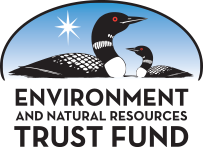 ENVIRONMENT
AND NATURAL RESOURCES
TRUST FUND